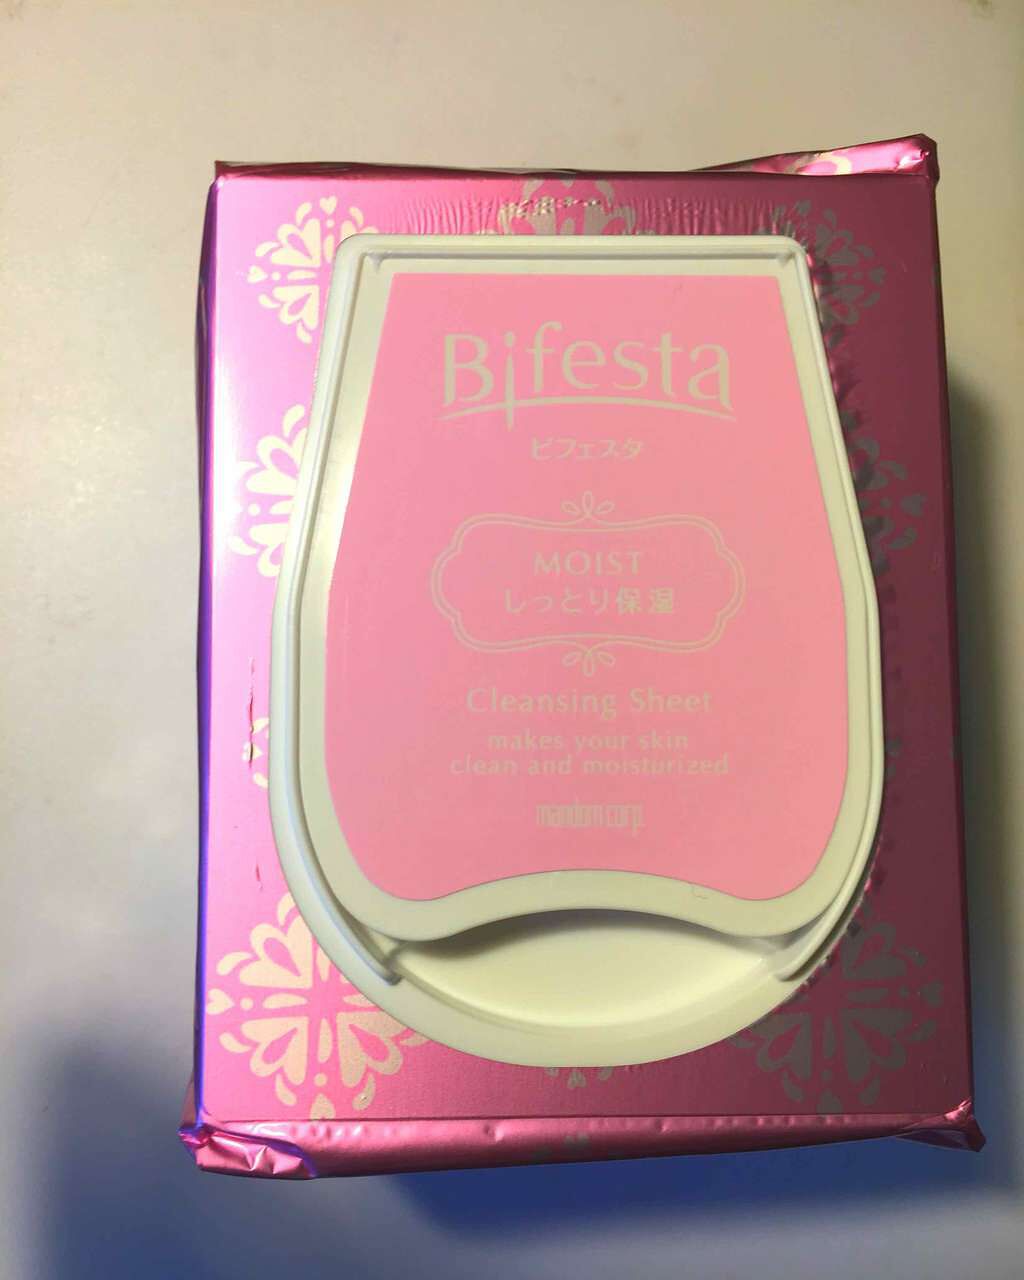 Bifesta
ビフェスタ
MOIST
しっとり保湿
Cleansing Sheet
makes your skin
clean and moisturized
mandom corp.